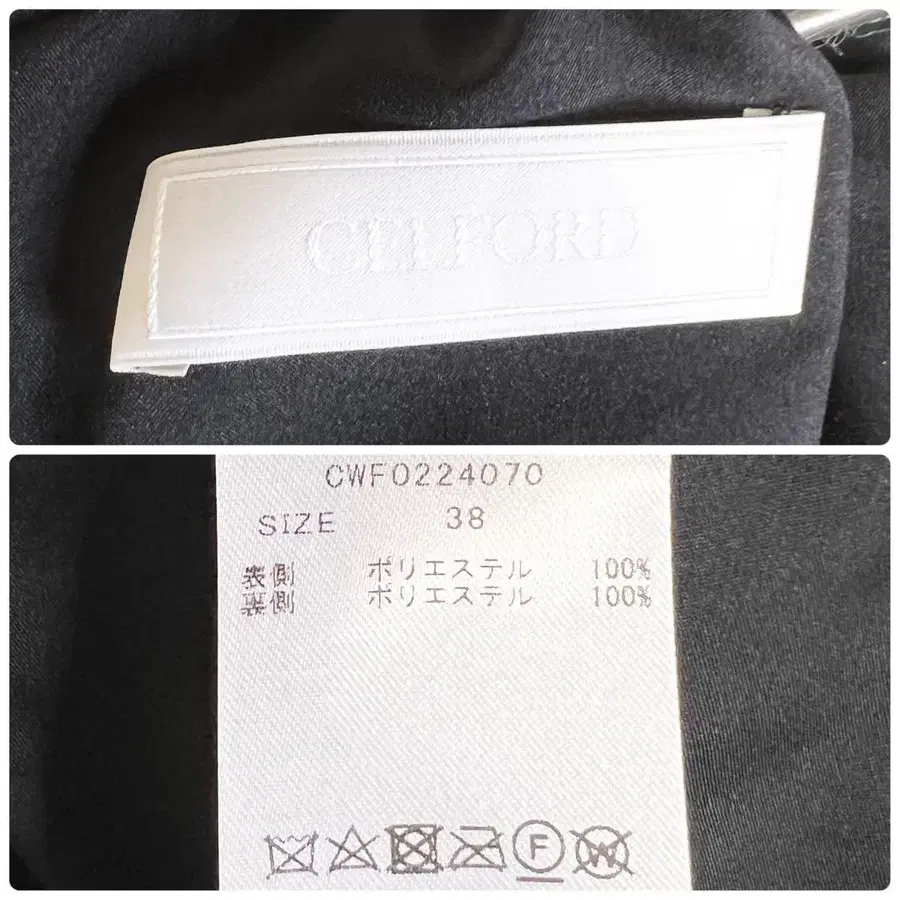 CELFORD
CWF0224070
SIZE 38
表側 ポリエステル 100%
裏側 ポリエステル 100%
F
W